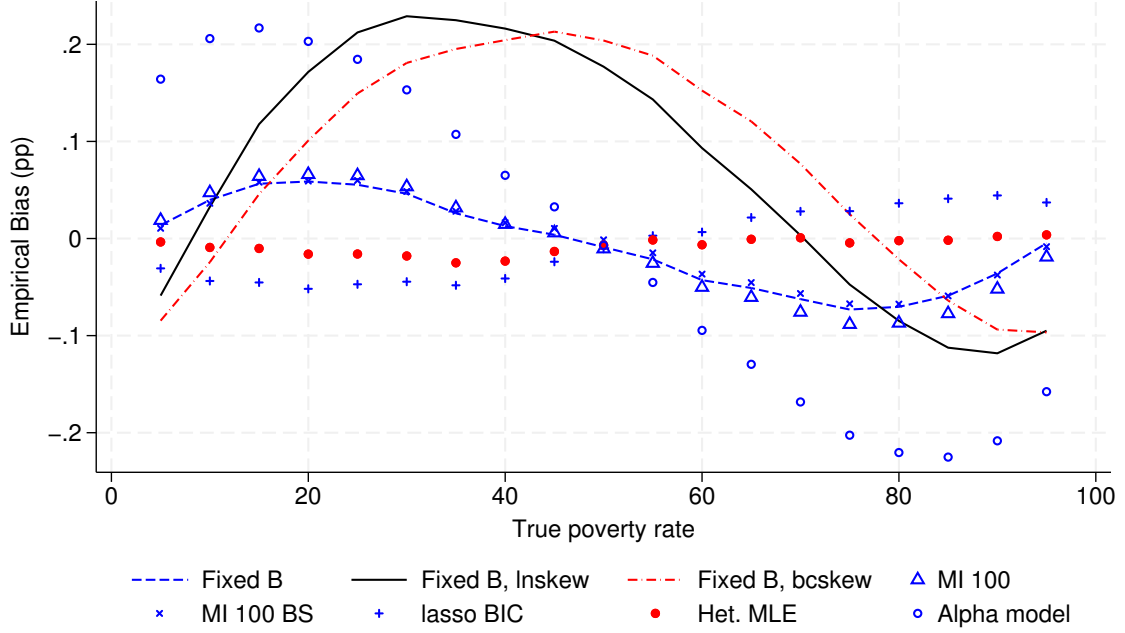 .2
.1
0
−.1
−.2
Empirical Bias (pp)
0 20 40 60 80 100
True poverty rate
Fixed B Fixed B, lnskew Fixed B, bcskew MI 100
MI 100 BS lasso BIC Het. MLE Alpha model